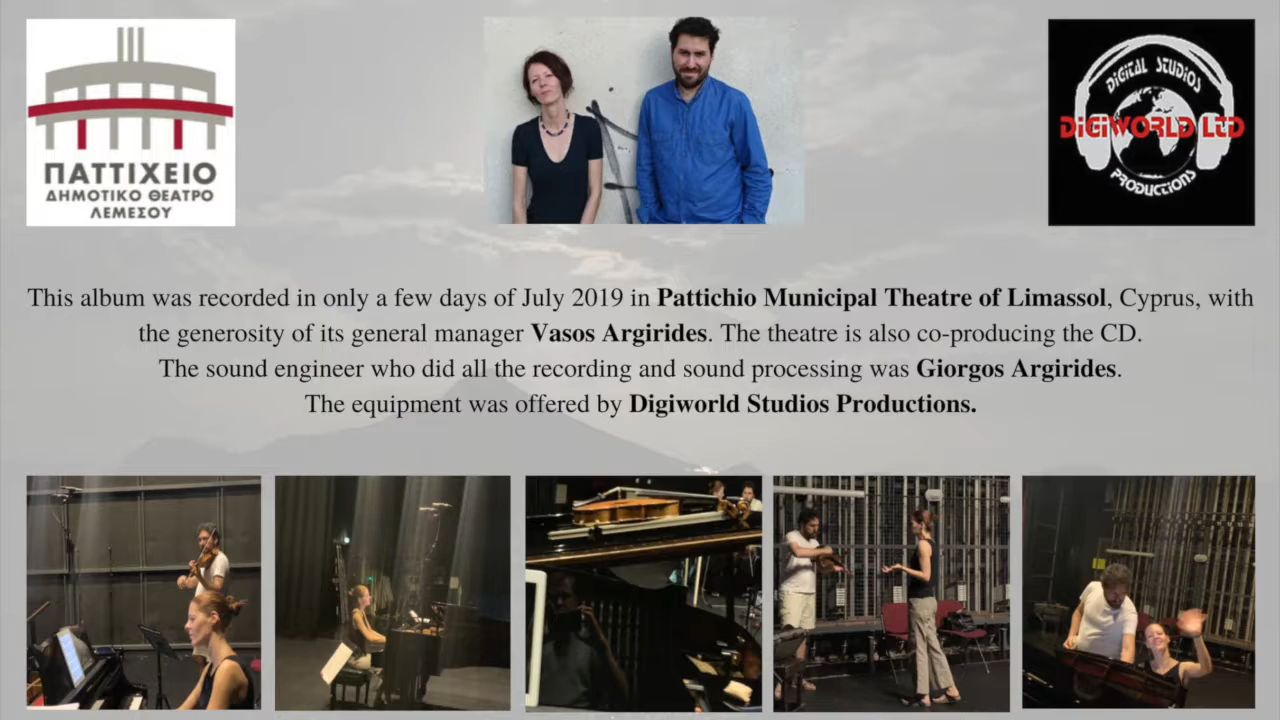 ΠΑΤΤΙΧΕΙΟ
ΔΗΜΟΤΙΚΟ ΘΕΑΤΡΟ
ΛΕΜΕΣΟΥ
DIGITAL STUDIOS
DIGIWORLD LTD
PRODUCTIONS
This album was recorded in only a few days of July 2019 in Pattichio Municipal Theatre of Limassol, Cyprus, with
the generosity of its general manager Vasos Argirides. The theatre is also co-producing the CD.
The sound engineer who did all the recording and sound processing was Giorgos Argirides.
The equipment was offered by Digiworld Studios Productions.